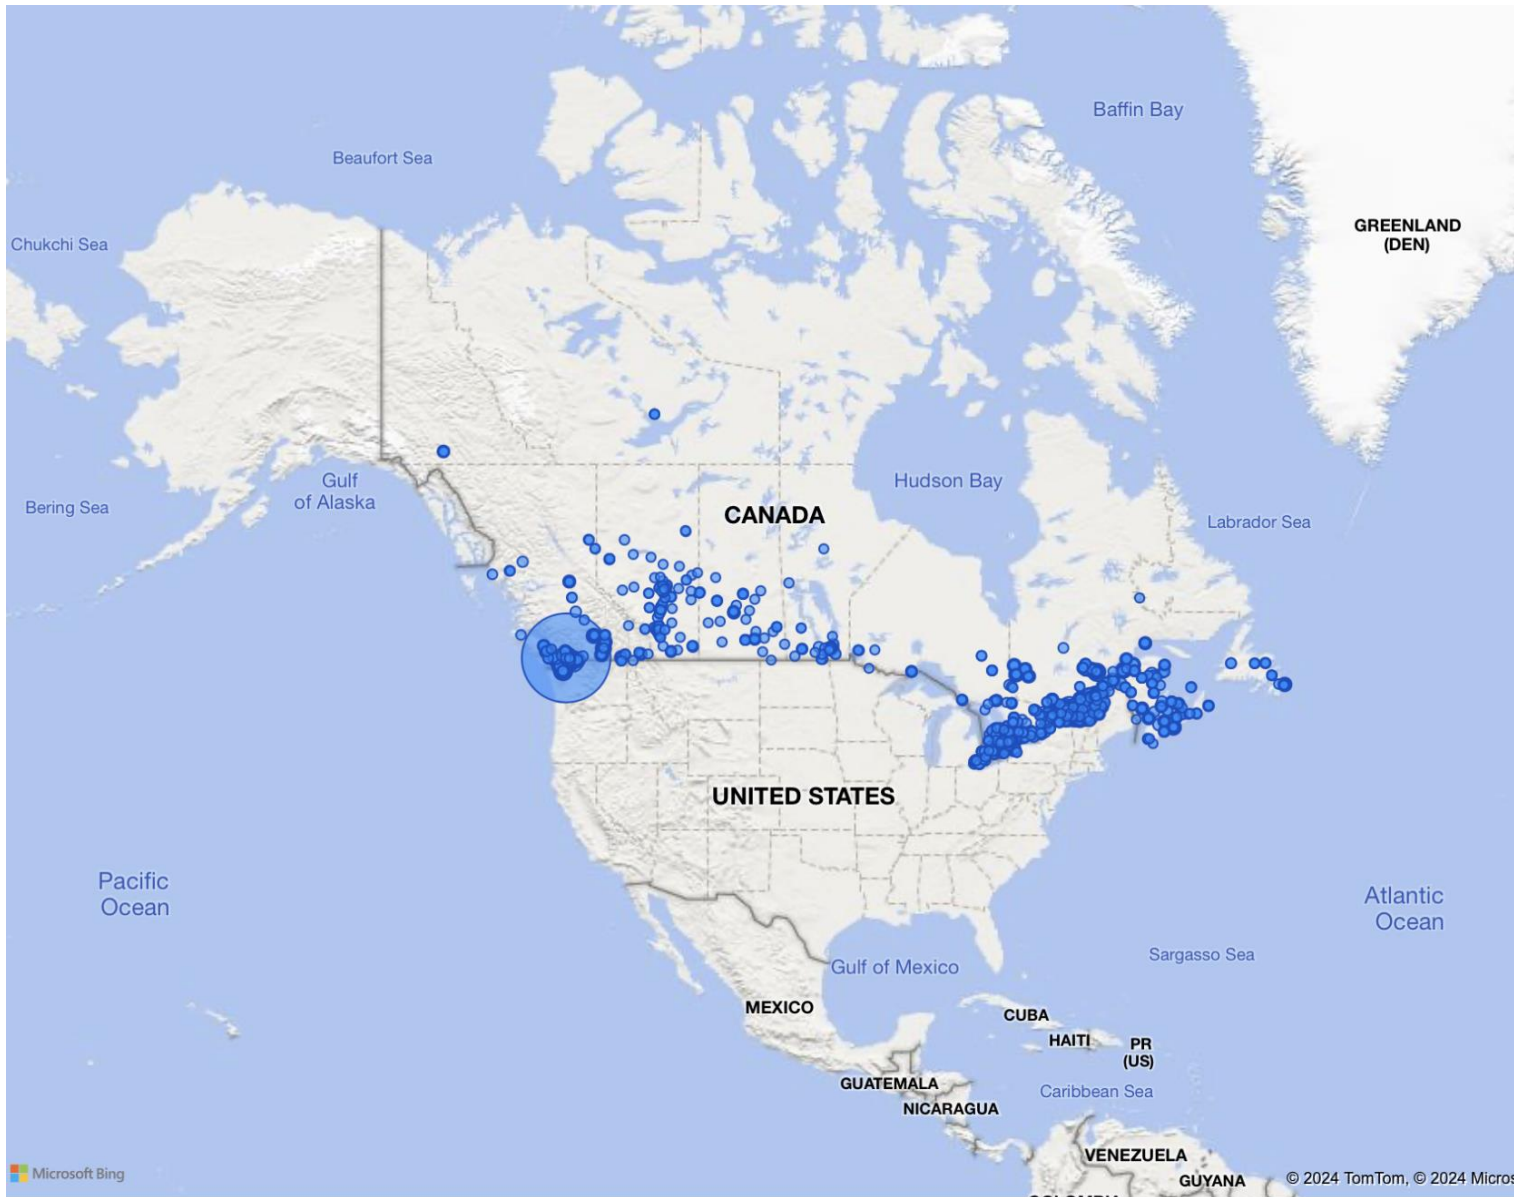 Baffin Bay
Beaufort Sea
GREENLAND
(DEN)
Chukchi Sea
Gulf
of Alaska
Hudson Bay
Bering Sea
CANADA
Labrador Sea
UNITED STATES
Pacific
Ocean
Atlantic
Ocean
Sargasso Sea
Gulf of Mexico
MEXICO
CUBA
HAITI
PR
(US)
GUATEMALA
Caribbean Sea
NICARAGUA
VENEZUELA
Microsoft Bing
GUYANA
© 2024 TomTom, © 2024 Micros